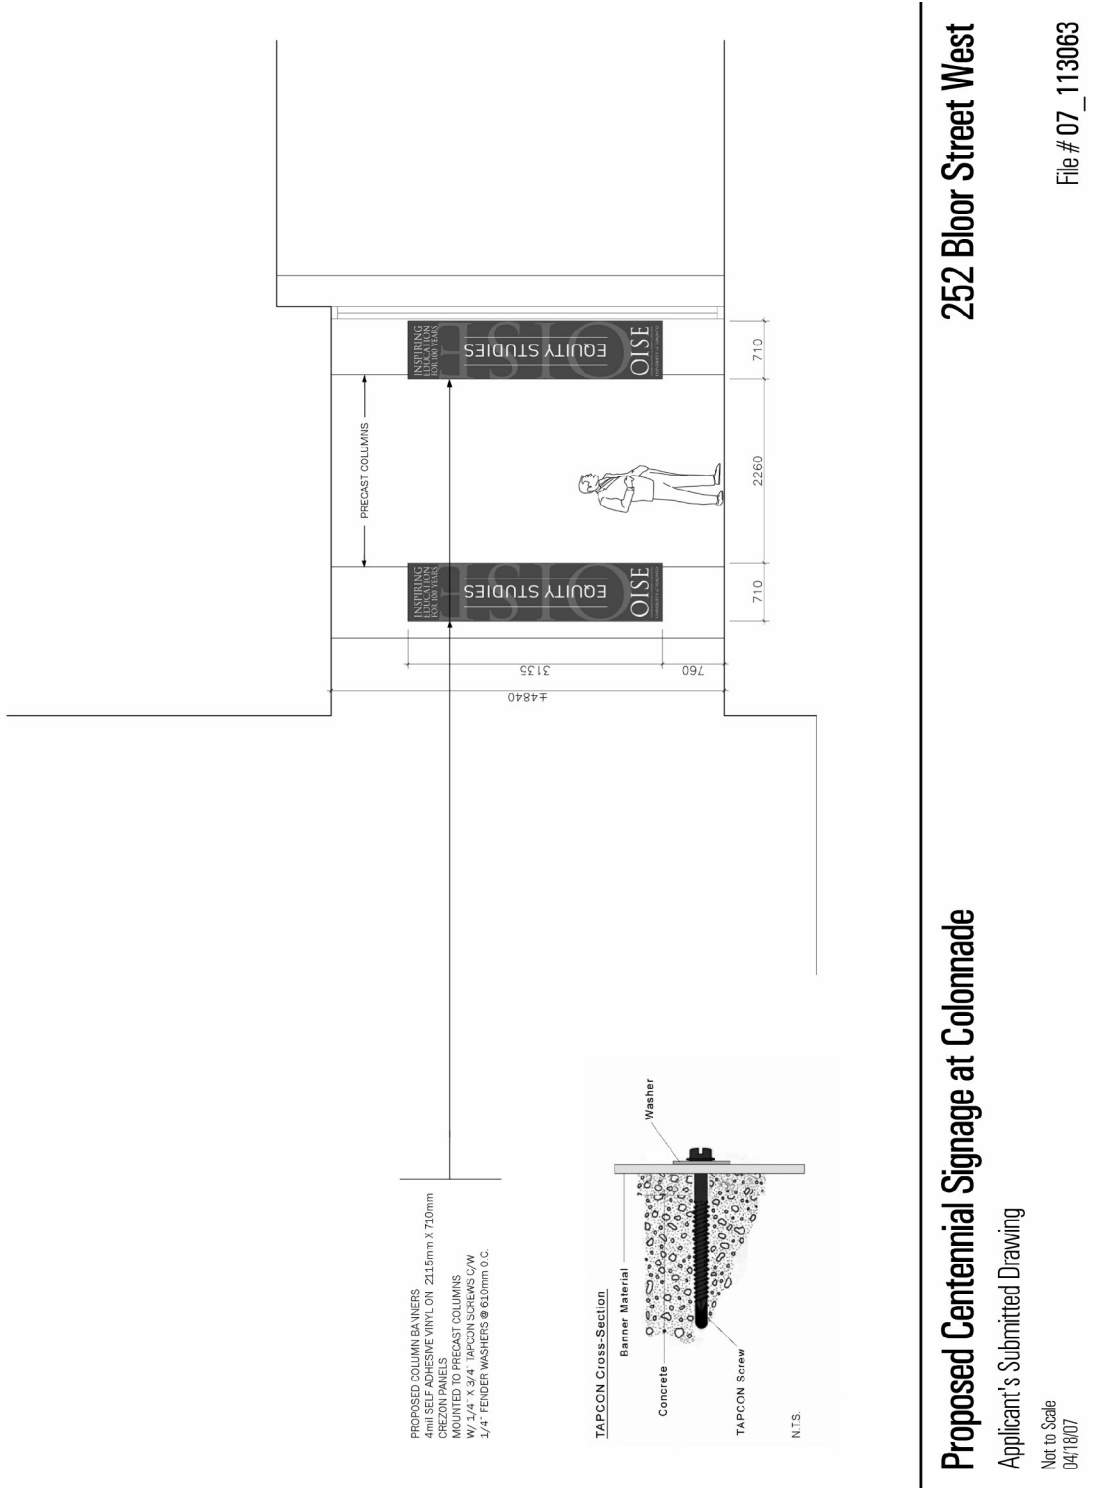 PRECAST COLUMNS
INSPIRING
EDUCATION
FOR 100 YEARS
OISE
EQUITY STUDIES
OISE
INSPIRING
EDUCATION
FOR 100 YEARS
OISE
EQUITY STUDIES
OISE
±4840
3135
760
710
2260
710
PROPOSED COLUMN BANNERS
4mil SELF ADHESIVE VINYL ON 2115mm X 710mm
CREZON PANELS
MOUNTED TO PRECAST COLUMNS
W/ 1/4" X 3/4" TAPCON SCREWS C/W
1/4" FENDER WASHERS @ 610mm O.C.
TAPCON Cross-Section
Banner Material
Washer
Concrete
TAPCON Screw
N.T.S.
Proposed Centennial Signage at Colonnade
252 Bloor Street West
Applicant's Submitted Drawing
Not to Scale
04/18/07
File # 07_113063